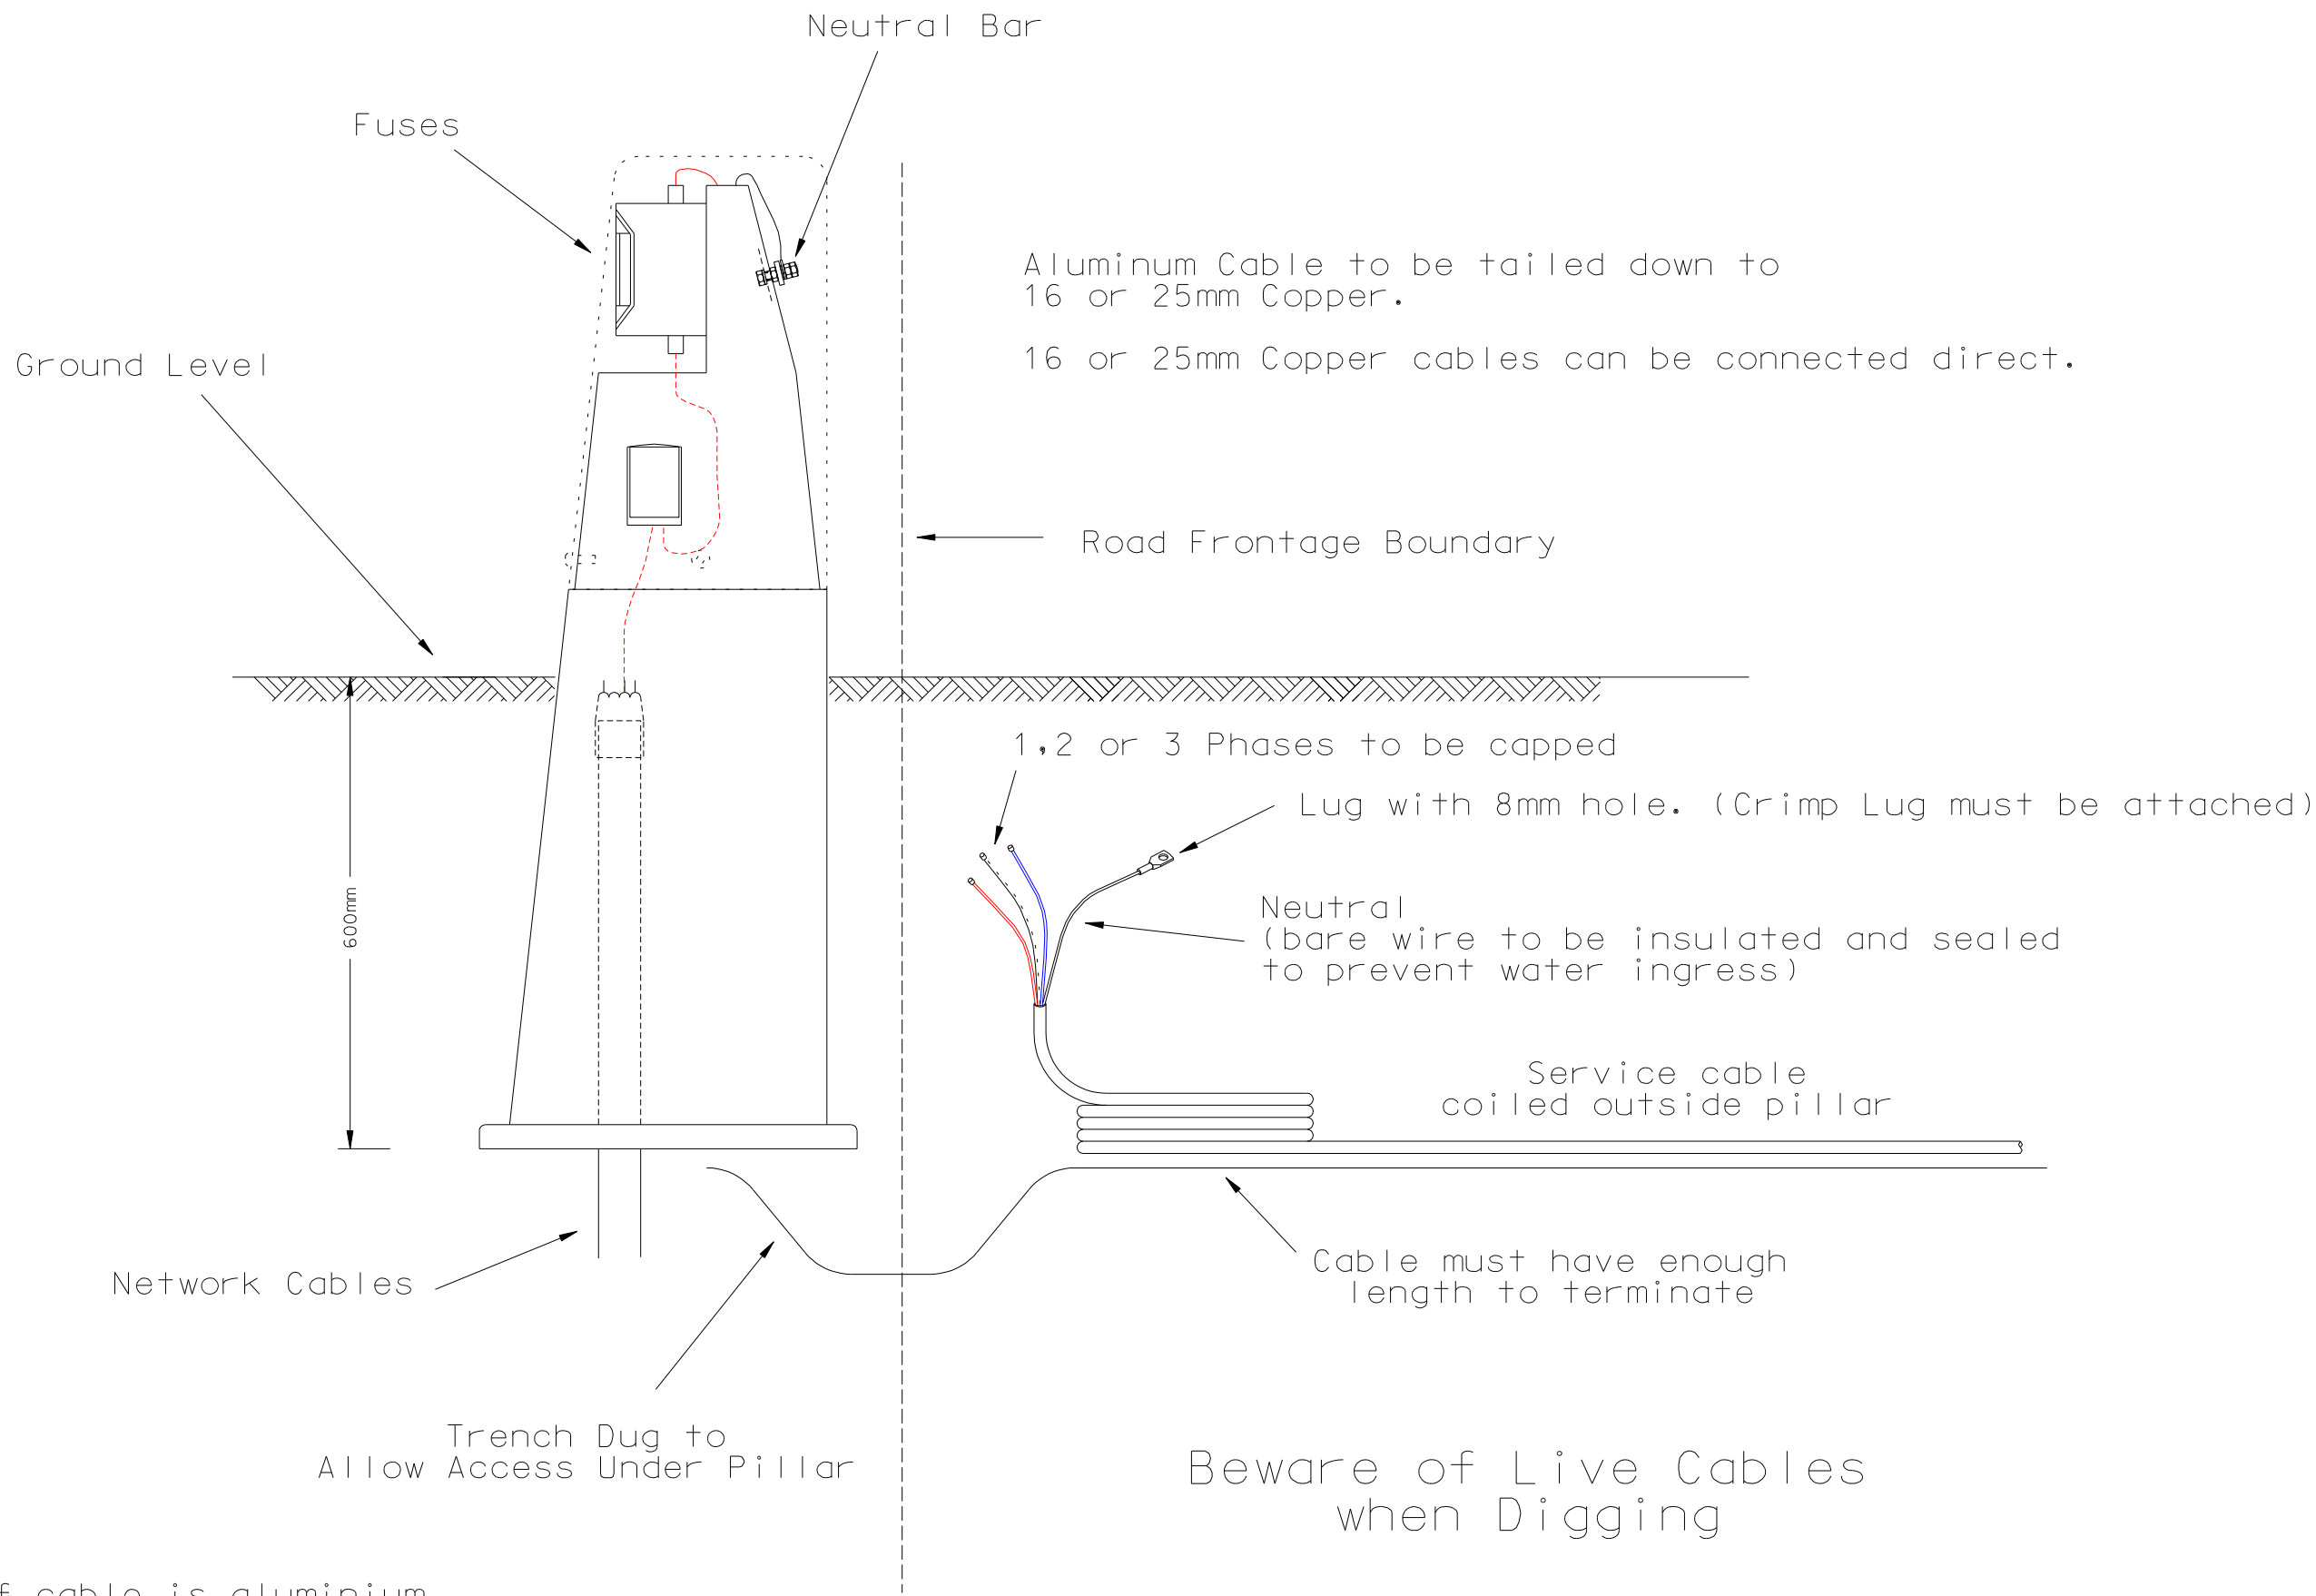 Neutral Bar
Fuses
Aluminum Cable to be tailed down to
16 or 25mm Copper.
16 or 25mm Copper cables can be connected direct.
Ground Level
Road Frontage Boundary
1,2 or 3 Phases to be capped
Lug with 8mm hole. (Crimp Lug must be attached)
600mm
Neutral
(bare wire to be insulated and sealed
to prevent water ingress)
Service cable
coiled outside pillar
Network Cables
Cable must have enough
length to terminate
Trench Dug to
Allow Access Under Pillar
Beware of Live Cables
when Digging
cable is aluminium